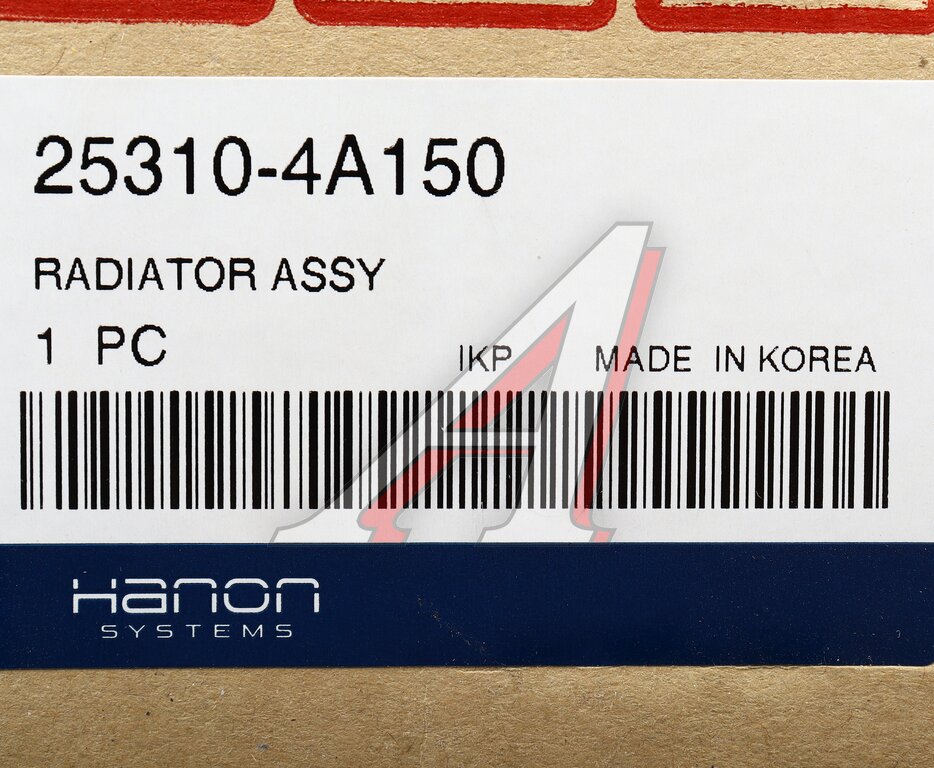 25310-4A150
RADIATOR ASSY
1 PC IKP MADE IN KOREA
Hanon
SYSTEMS